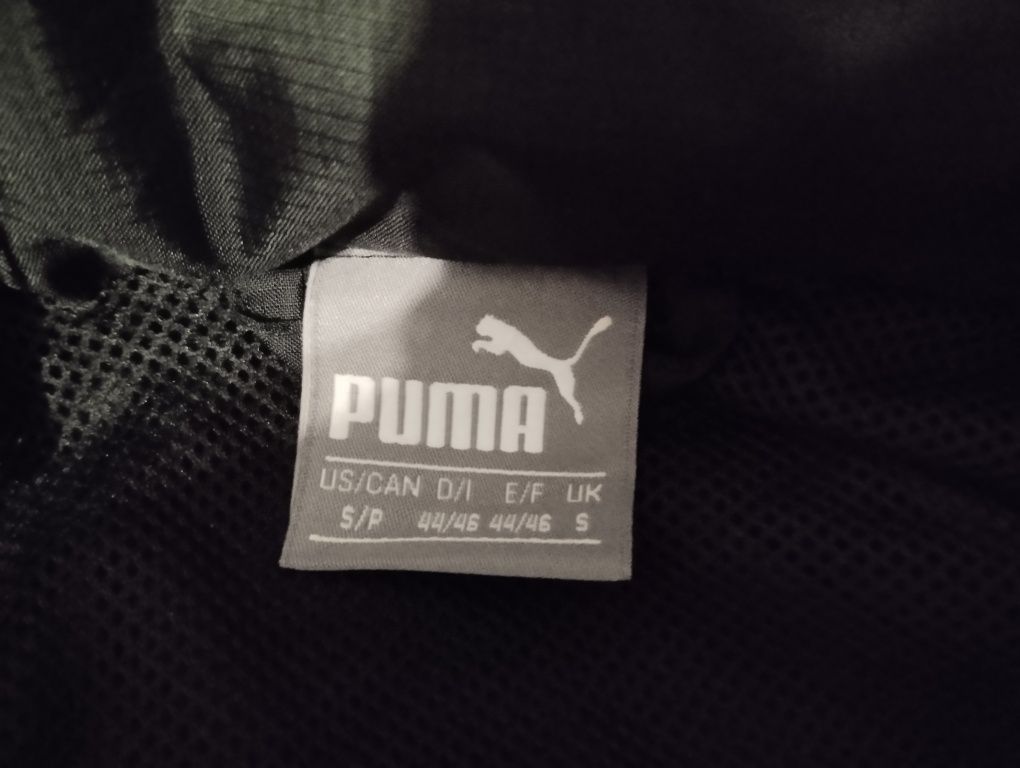 PUMA
US/CAN D/I E/F UK
S/P 44/46 44/46 S